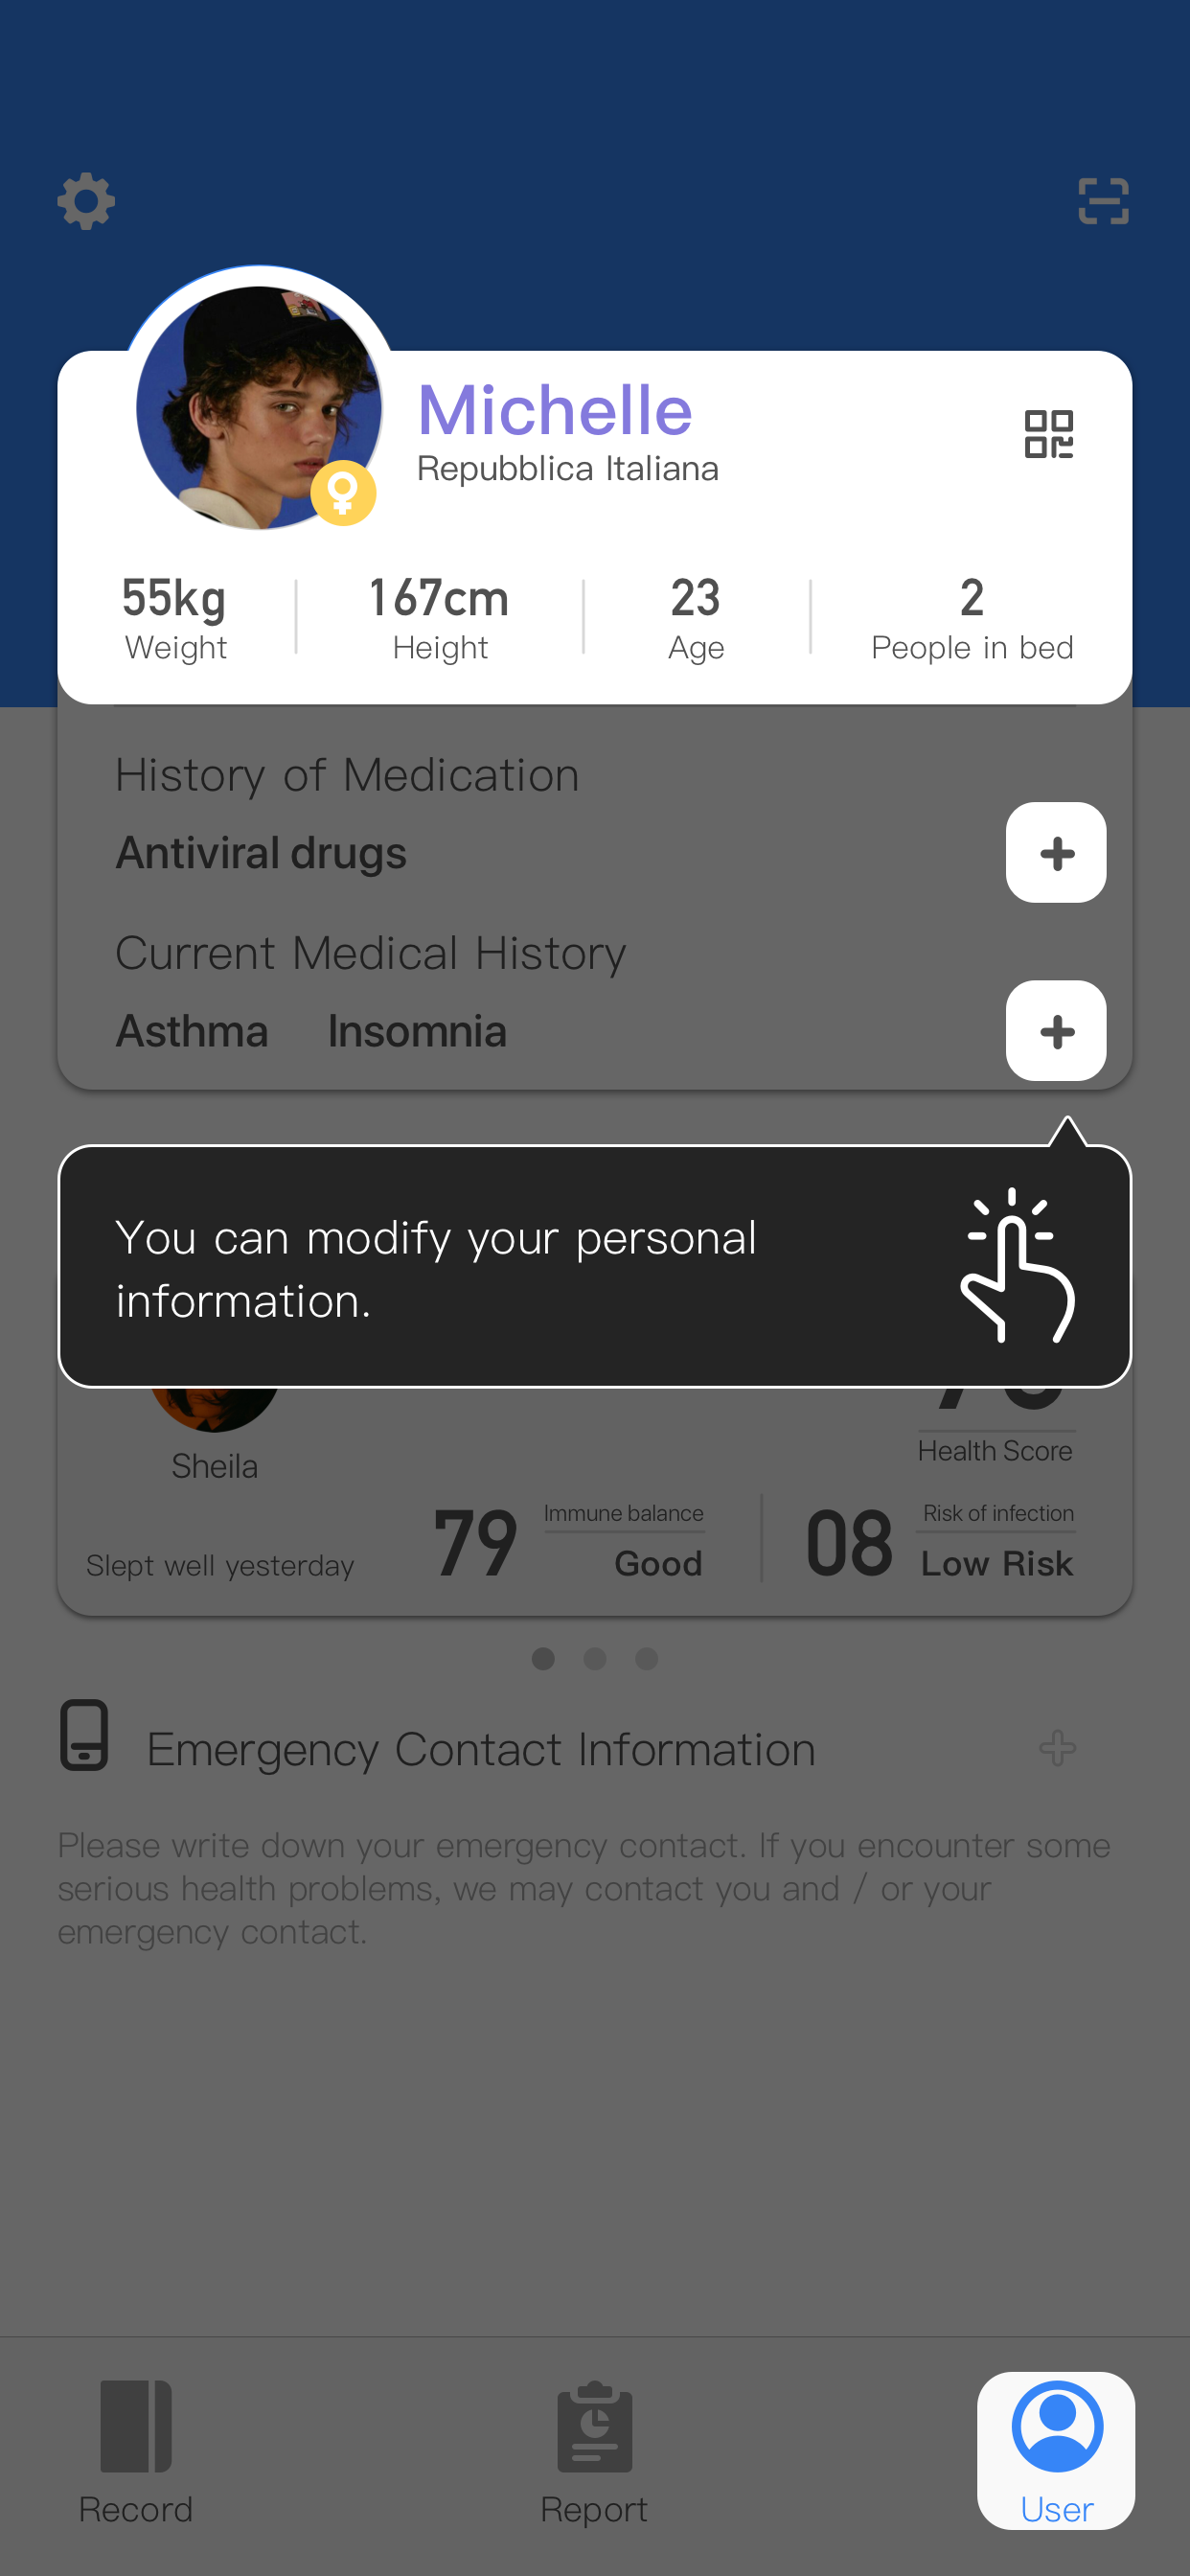 Michelle
Repubblica Italiana
55kg
Weight
167cm
Height
23
Age
2
People in bed
History of Medication
Antiviral drugs
Current Medical History
Asthma Insomnia
You can modify your personal
information.
Sheila
Health Score
Slept well yesterday
79
Immune balance
Good
08
Risk of infection
Low Risk
Emergency Contact Information
Please write down your emergency contact. If you encounter some
serious health problems, we may contact you and / or your
emergency contact.
Record
Report
User